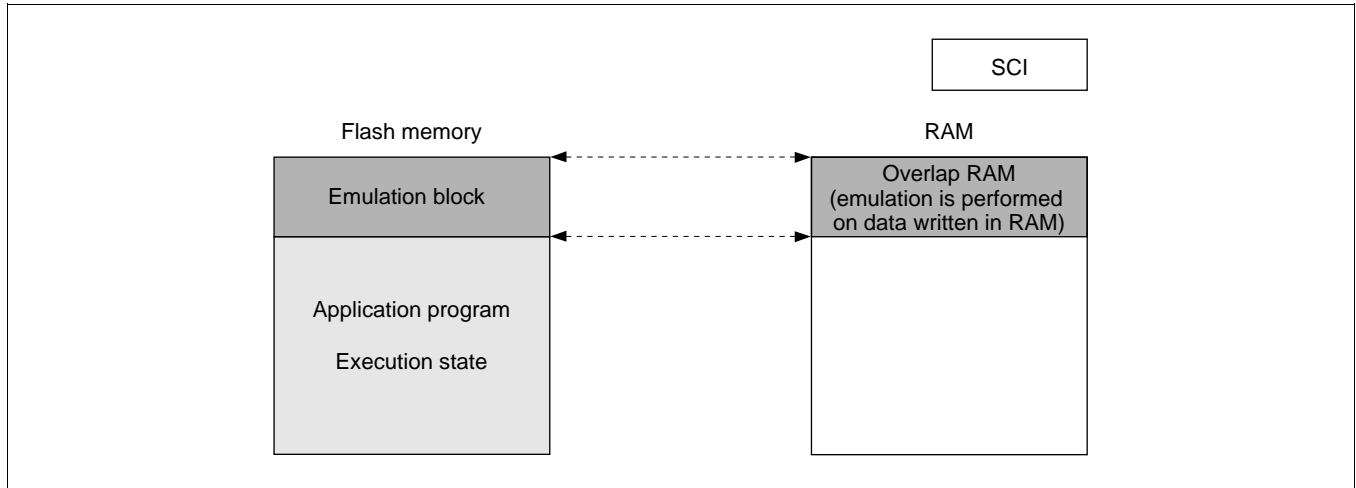 SCI
Flash memory
RAM
Emulation block
Overlap RAM
(emulation is performed
on data written in RAM)
Application program
Execution state